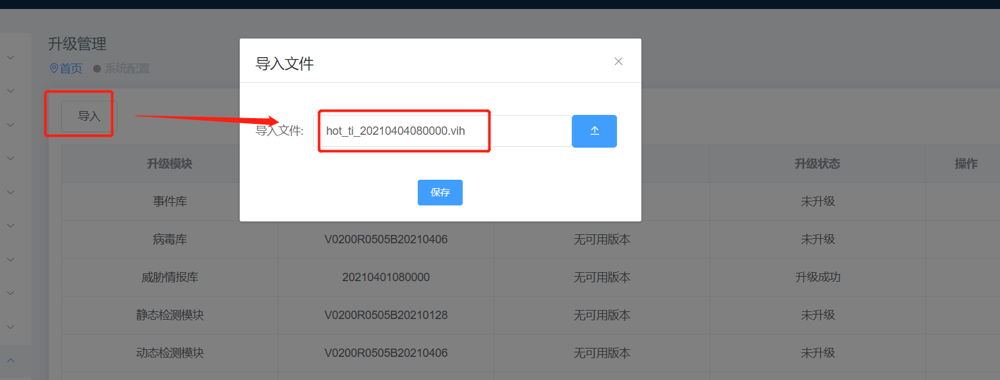 升级管理
首页 系统配置
导入
导入文件
导入文件: hot_ti_20210404080000.vih
保存
升级模块 升级状态 操作
事件库 未升级
病毒库 V0200R0505B20210406 无可用版本 未升级
威胁情报库 20210401080000 无可用版本 升级成功
静态检测模块 V0200R0505B20210128 无可用版本 未升级
动态检测模块 V0200R0505B20210406 无可用版本 未升级